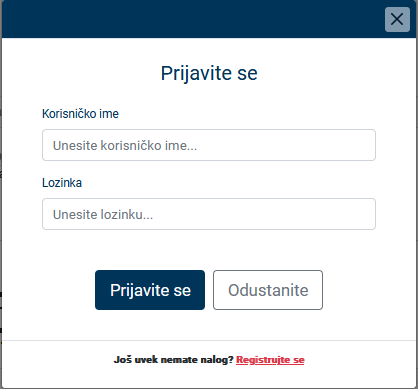 Prijavite se
Korisničko ime
Unesite korisničko ime...
Lozinka
Unesite lozinku...
Prijavite se
Odustanite
Još uvek nemate nalog? Registrujte se